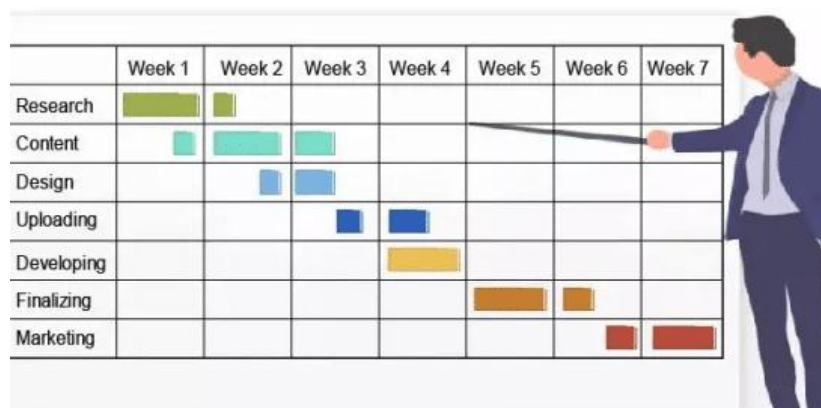 Week 1 Week 2 Week 3 Week 4 Week 5 Week 6 Week 7
Research
Content
Design
Uploading
Developing
Finalizing
Marketing